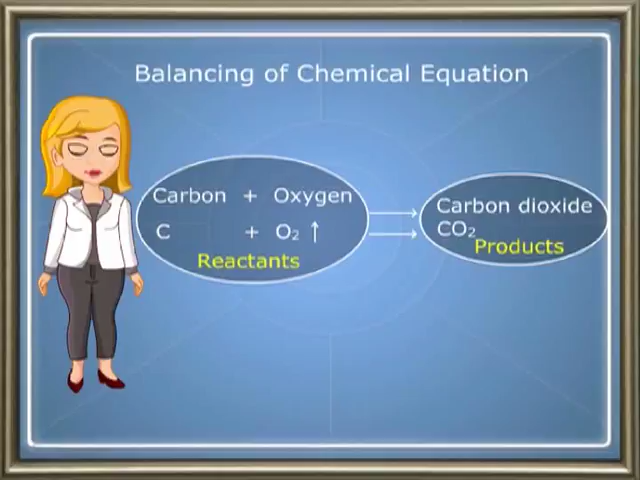 Balancing of Chemical Equation
Carbon + Oxygen
C + O₂ ↑
Reactants
Carbon dioxide
CO₂
Products